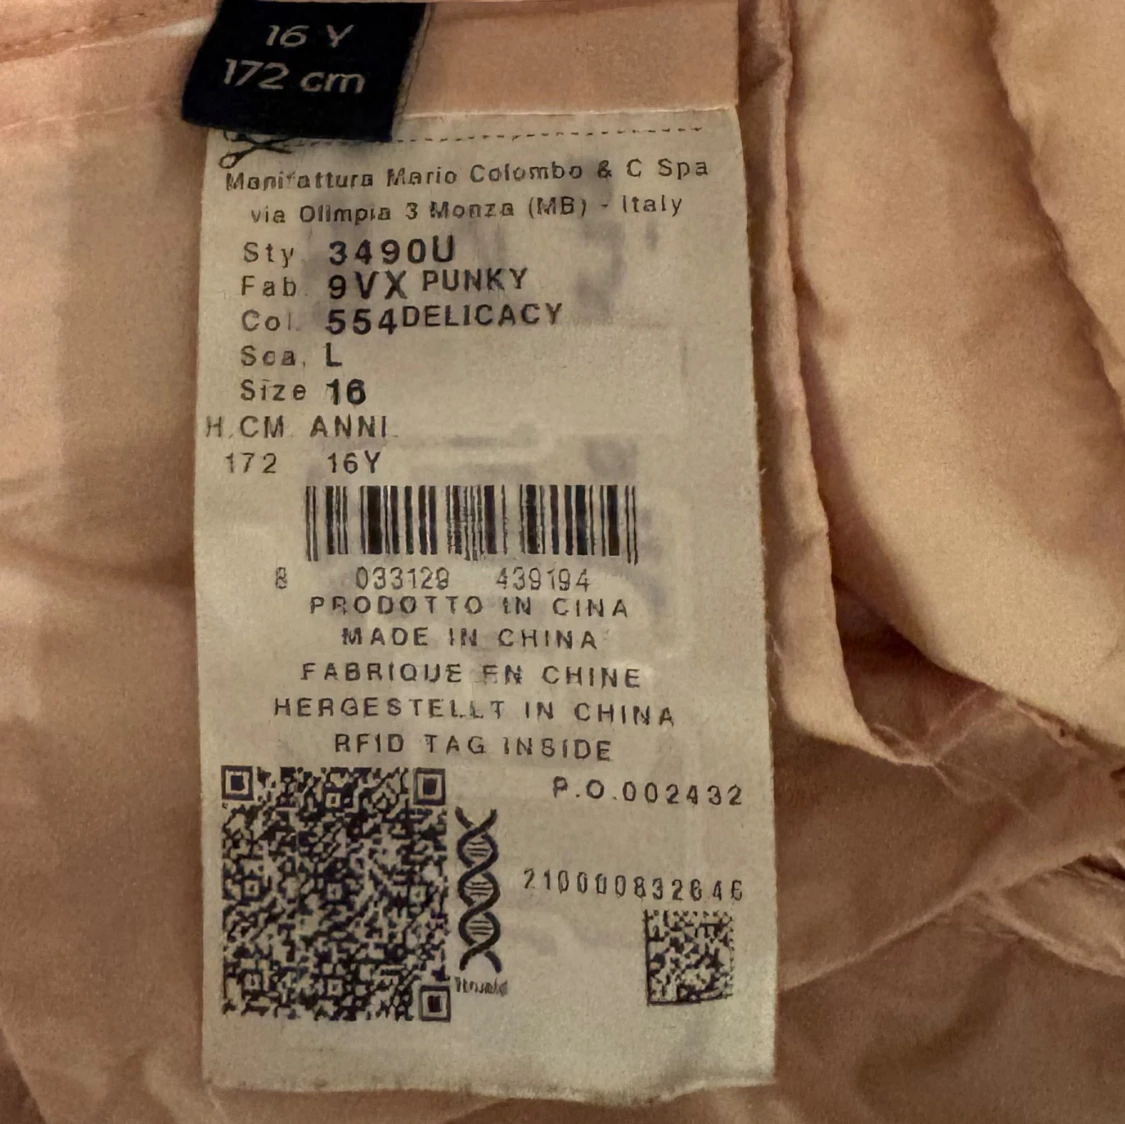 16 Y
172 cm
Manifattura Mario Colombo & C Spa
via Olimpia 3 Monza (MB) - Italy
Sty. 3490U
Fab. 9VX PUNKY
Col. 554DELICACY
Sea. L
Size 16
H.CM. ANNI.
172 16Y
8 033129 439194
PRODOTTO IN CINA
MADE IN CHINA
FABRIQUE EN CHINE
HERGESTELLT IN CHINA
RFID TAG INSIDE
P.O.002432
210000832646